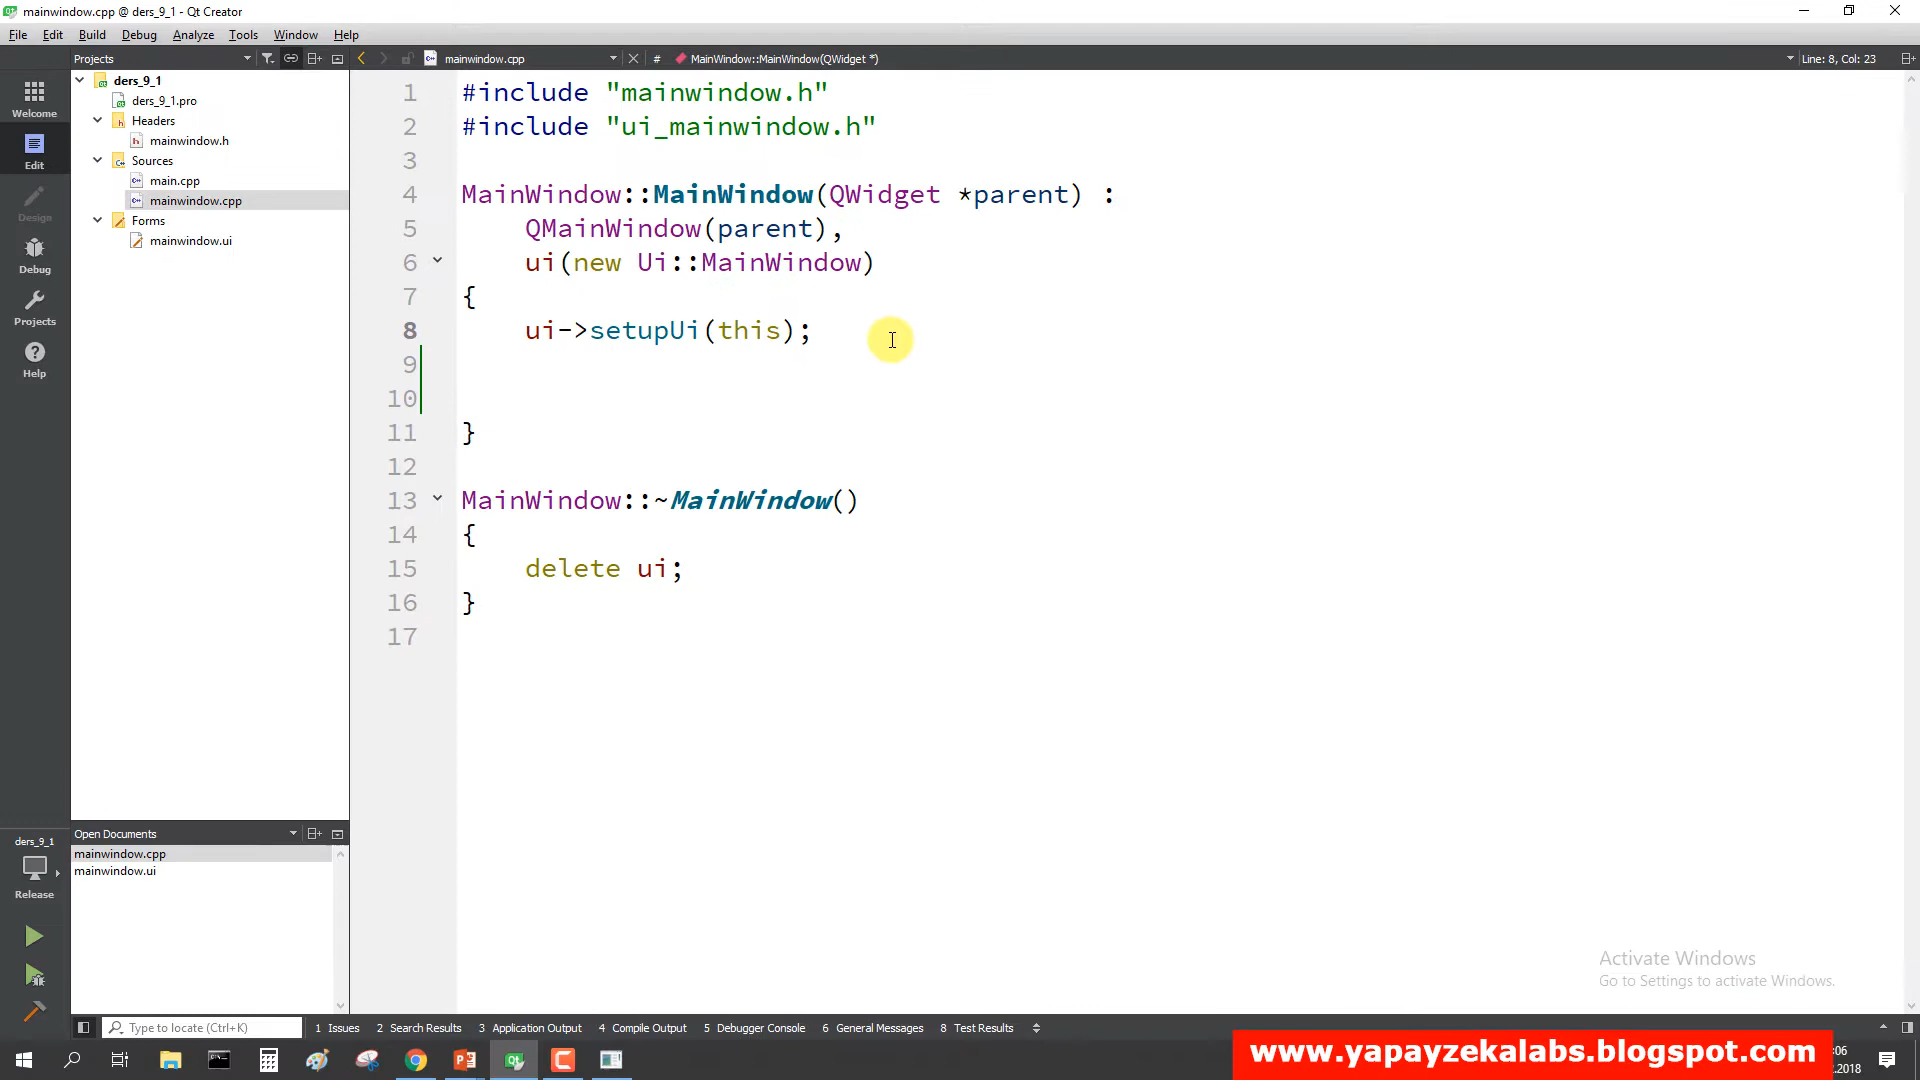 mainwindow.cpp @ ders_9_1 - Qt Creator
File Edit Build Debug Analyze Tools Window Help
Projects
mainwindow.cpp
# MainWindow::MainWindow(QWidget *)
Line: 8, Col: 23
Welcome
Edit
Design
Debug
Projects
Help
ders_9_1
ders_9_1.pro
Headers
mainwindow.h
Sources
main.cpp
mainwindow.cpp
Forms
mainwindow.ui
1 #include "mainwindow.h"
2 #include "ui_mainwindow.h"
3
4 MainWindow::MainWindow(QWidget *parent) :
5 QMainWindow(parent),
6 ui(new Ui::MainWindow)
7 {
8 ui->setupUi(this);
9
10
11 }
12
13 MainWindow::~MainWindow()
14 {
15 delete ui;
16 }
17
Open Documents
mainwindow.cpp
mainwindow.ui
ders_9_1
Release
Activate Windows
Go to Settings to activate Windows.
Type to locate (Ctrl+K)
1 Issues 2 Search Results 3 Application Output 4 Compile Output 5 Debugger Console 6 General Messages 8 Test Results
www.yapayzekalabs.blogspot.com
:06
.2018